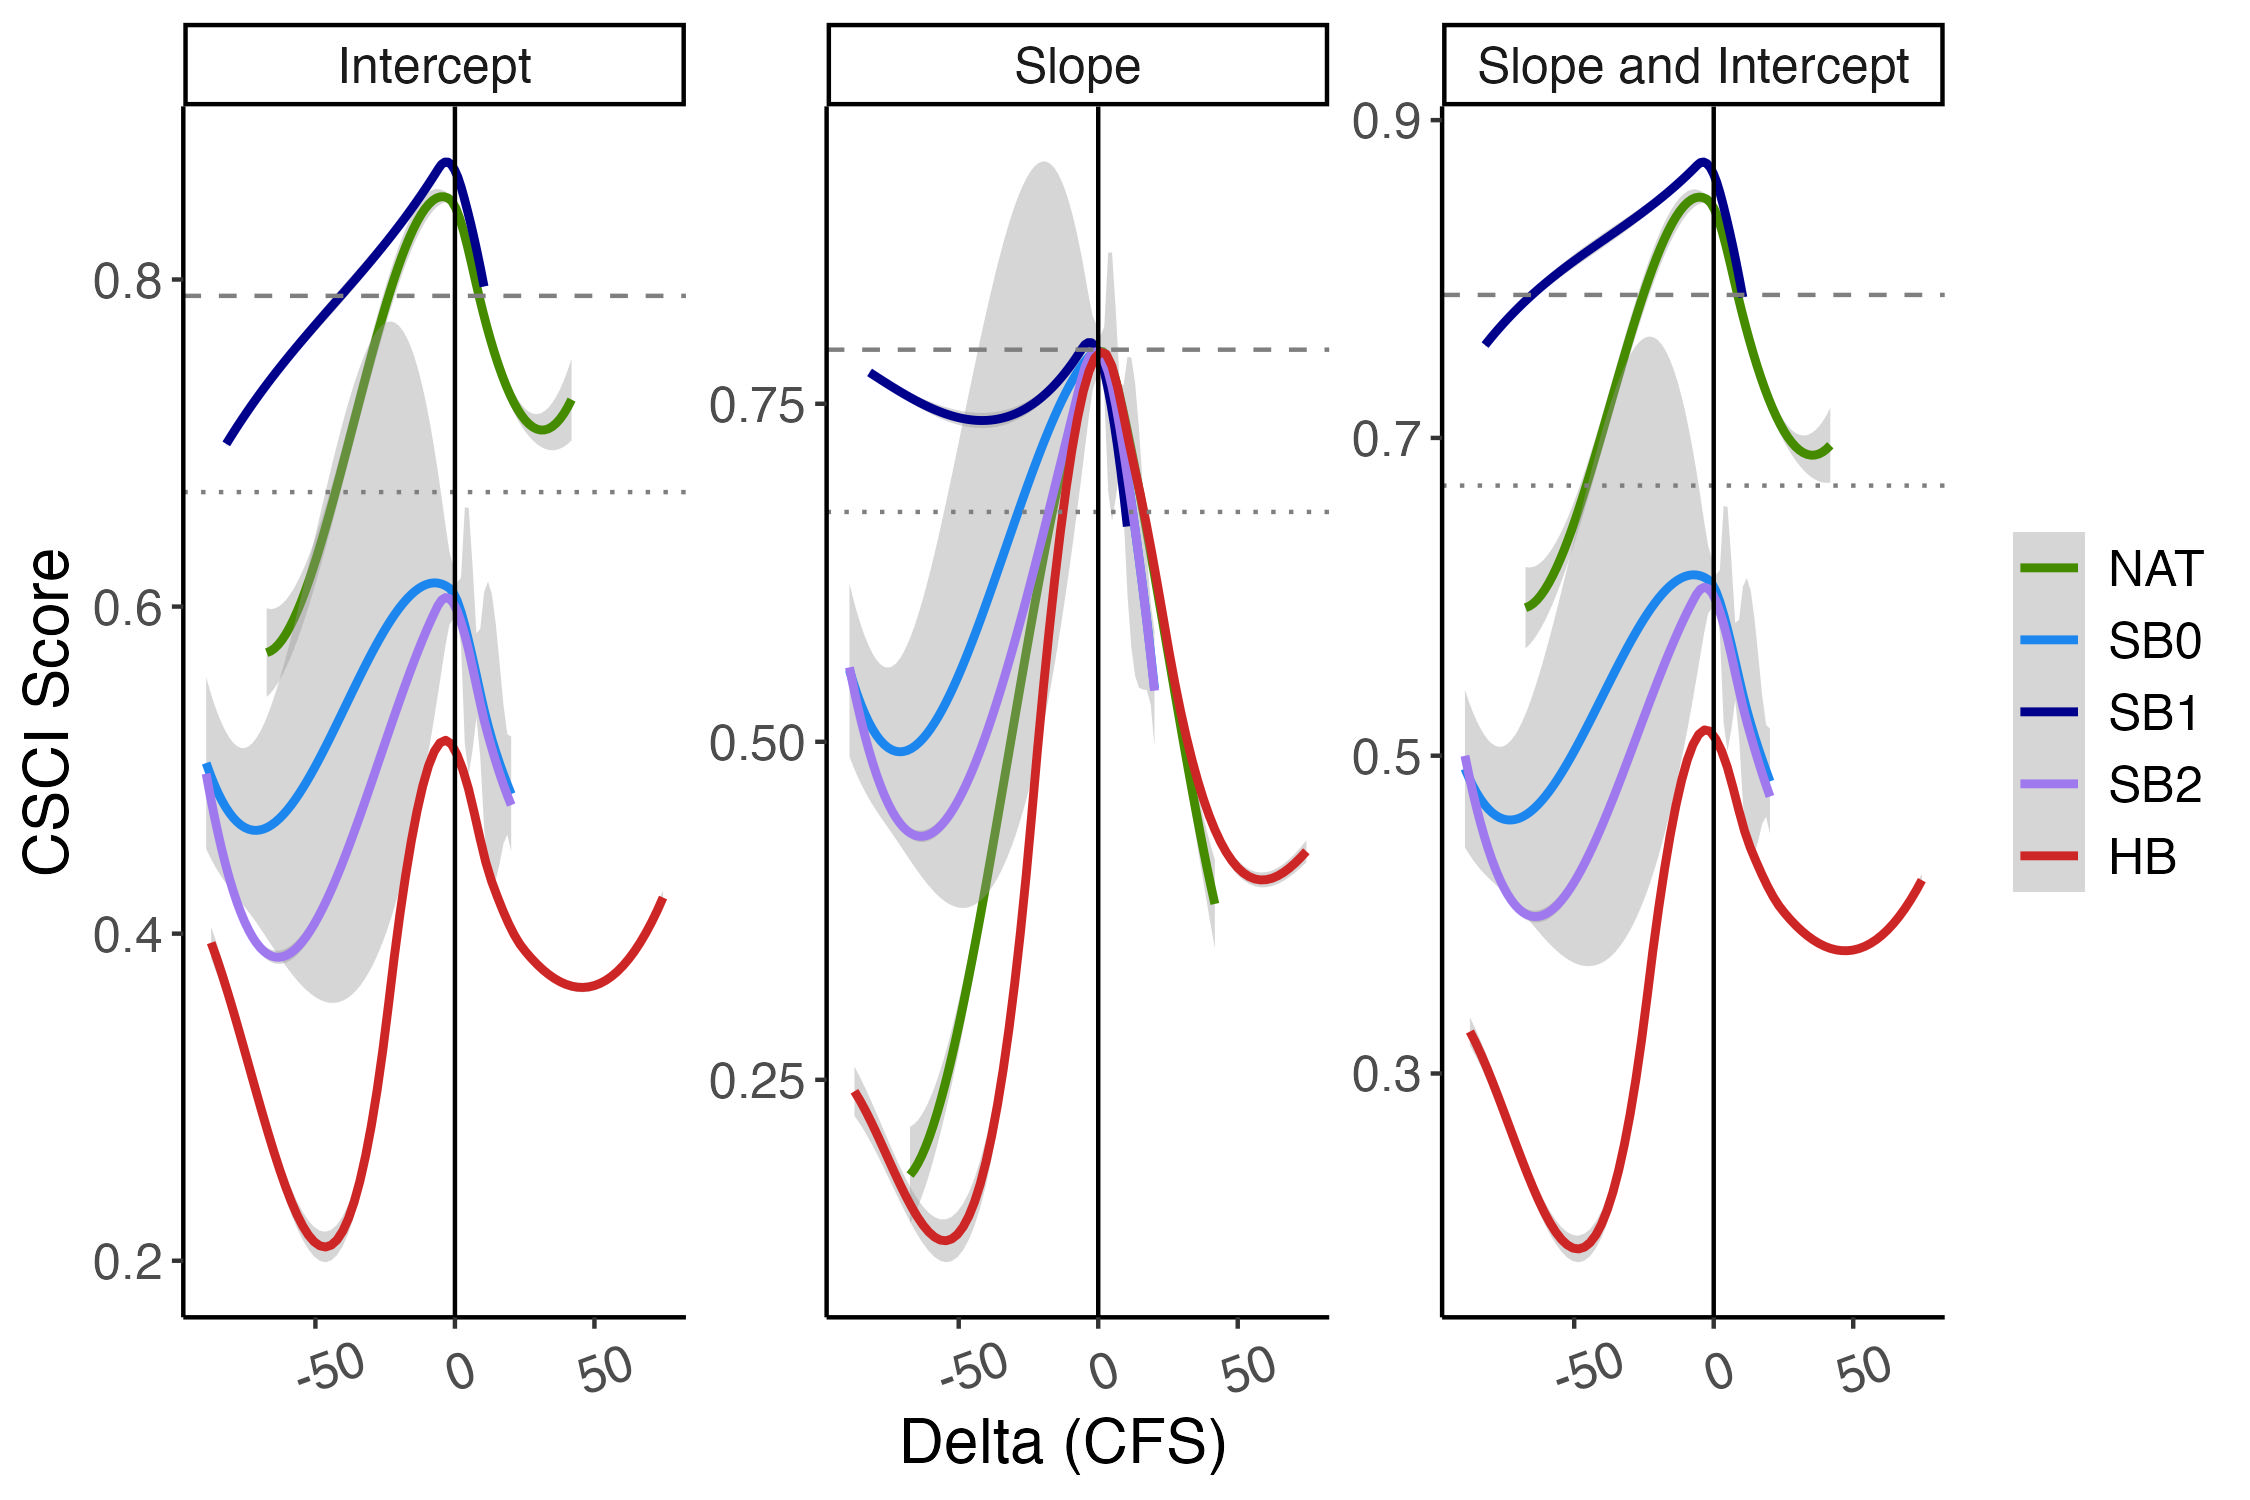 Intercept
Slope
Slope and Intercept
CSCI Score
0.8
0.6
0.4
0.2
0.75
0.50
0.25
0.9
0.7
0.5
0.3
-50 0 50
-50 0 50
-50 0 50
Delta (CFS)
NAT
SB0
SB1
SB2
HB